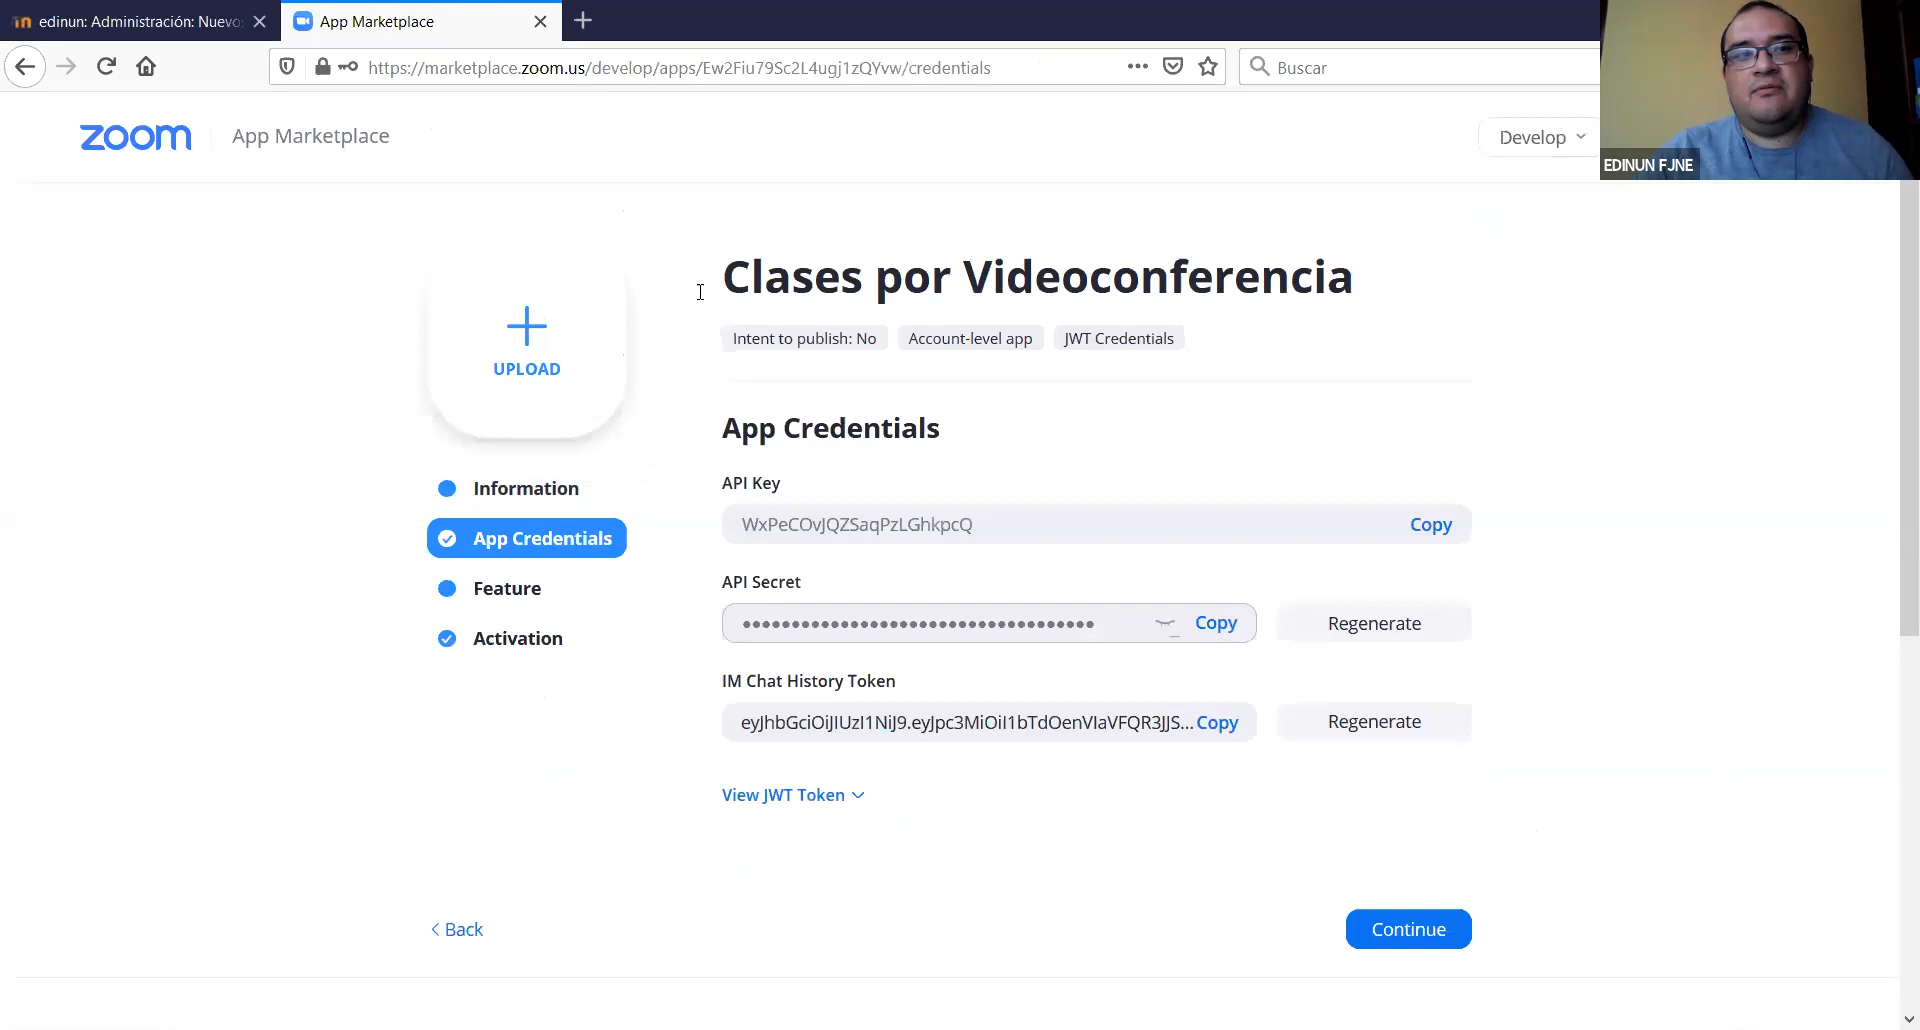 edinun: Administración: Nuevo
App Marketplace
https://marketplace.zoom.us/develop/apps/Ew2Fiu79Sc2L4ugj1zQYvw/credentials
Buscar
zoom
App Marketplace
Develop
EDINUN FJNE
Clases por Videoconferencia
UPLOAD
Intent to publish: No
Account-level app
JWT Credentials
App Credentials
API Key
Information
WxPeCOvJQZSaqPzLGhkpcQ
Copy
App Credentials
API Secret
Feature
Copy
Regenerate
Activation
IM Chat History Token
eyJhbGciOiJIUzI1NiJ9.eyJpc3MiOiI1bTdOenVIaVFQR3JJS...
Copy
Regenerate
View JWT Token
< Back
Continue